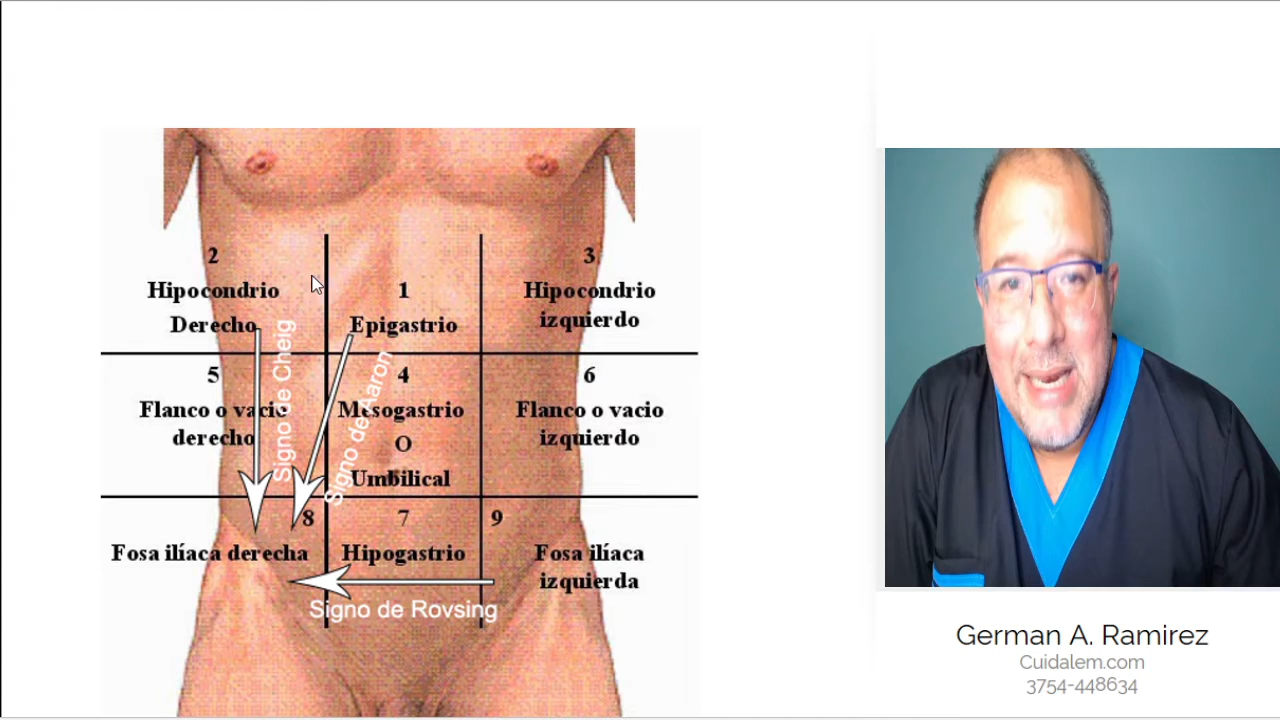 2
Hipocondrio
Derecho
1
Epigastrio
3
Hipocondrio
izquierdo
5
Flanco o vacio
derecho
4
Mesogastrio
O
Umbilical
6
Flanco o vacio
izquierdo
8
Fosa ilíaca derecha
7
Hipogastrio
9
Fosa ilíaca
izquierda
Signo de Cheig
Signo de Aaron
Signo de Rovsing
German A. Ramirez
Cuidalem.com
3754-448634